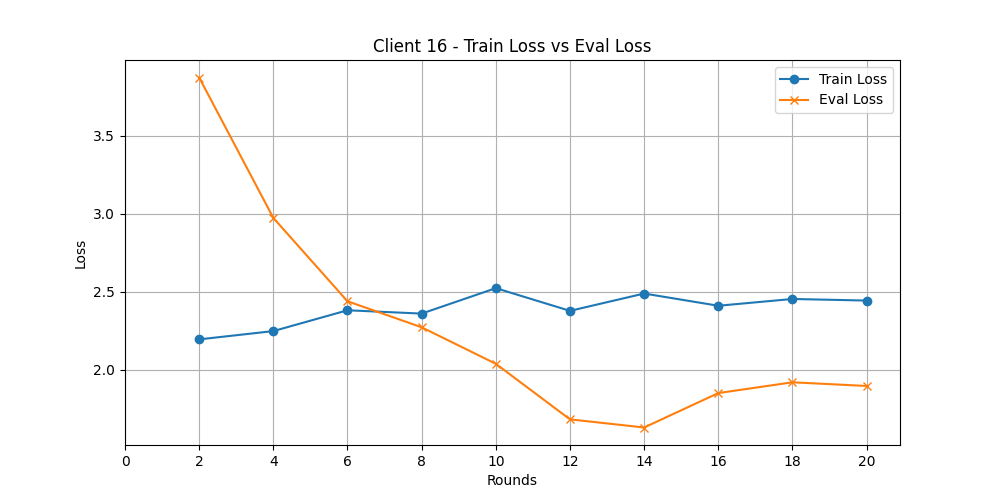 Client 16 - Train Loss vs Eval Loss
Train Loss
Eval Loss
3.5
3.0
2.5
2.0
Loss
0 2 4 6 8 10 12 14 16 18 20
Rounds